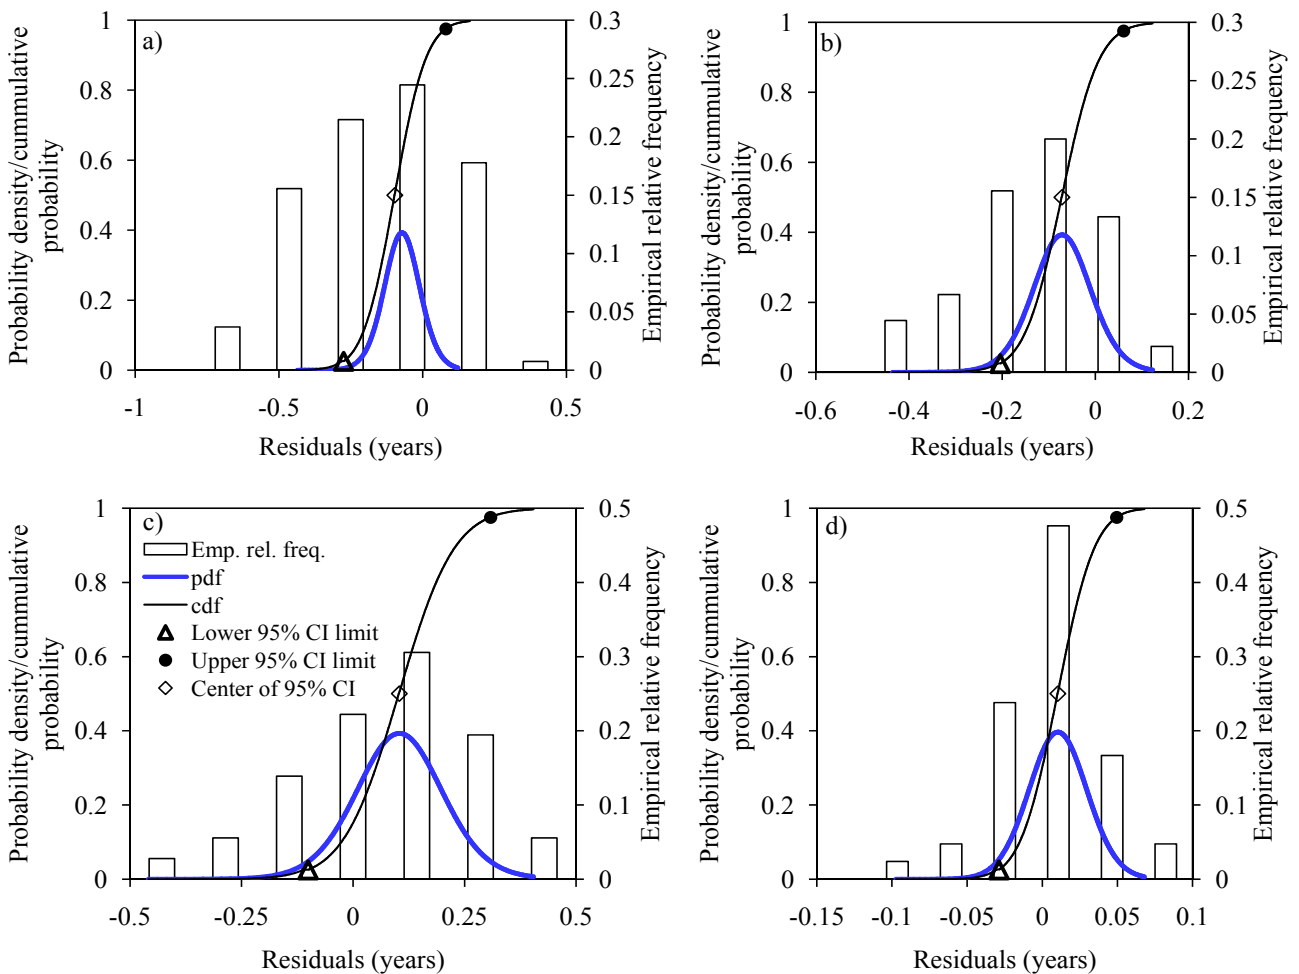 a)
Probability density/cummulative
probability
1
0.8
0.6
0.4
0.2
0
0.3
0.25
0.2
0.15
0.1
0.05
0
Empirical relative frequency
-1
-0.5
0
0.5
Residuals (years)
b)
Probability density/cummulative
probability
1
0.8
0.6
0.4
0.2
0
0.3
0.25
0.2
0.15
0.1
0.05
0
Empirical relative frequency
-0.6
-0.4
-0.2
0
0.2
Residuals (years)
c)
Emp. rel. freq.
pdf
cdf
Lower 95% CI limit
Upper 95% CI limit
Center of 95% CI
Probability density/cummulative
probability
1
0.8
0.6
0.4
0.2
0
0.5
0.4
0.3
0.2
0.1
0
Empirical relative frequency
-0.5
-0.25
0
0.25
0.5
Residuals (years)
d)
Probability density/cummulative
probability
1
0.8
0.6
0.4
0.2
0
0.5
0.4
0.3
0.2
0.1
0
Empirical relative frequency
-0.15
-0.1
-0.05
0
0.05
0.1
Residuals (years)